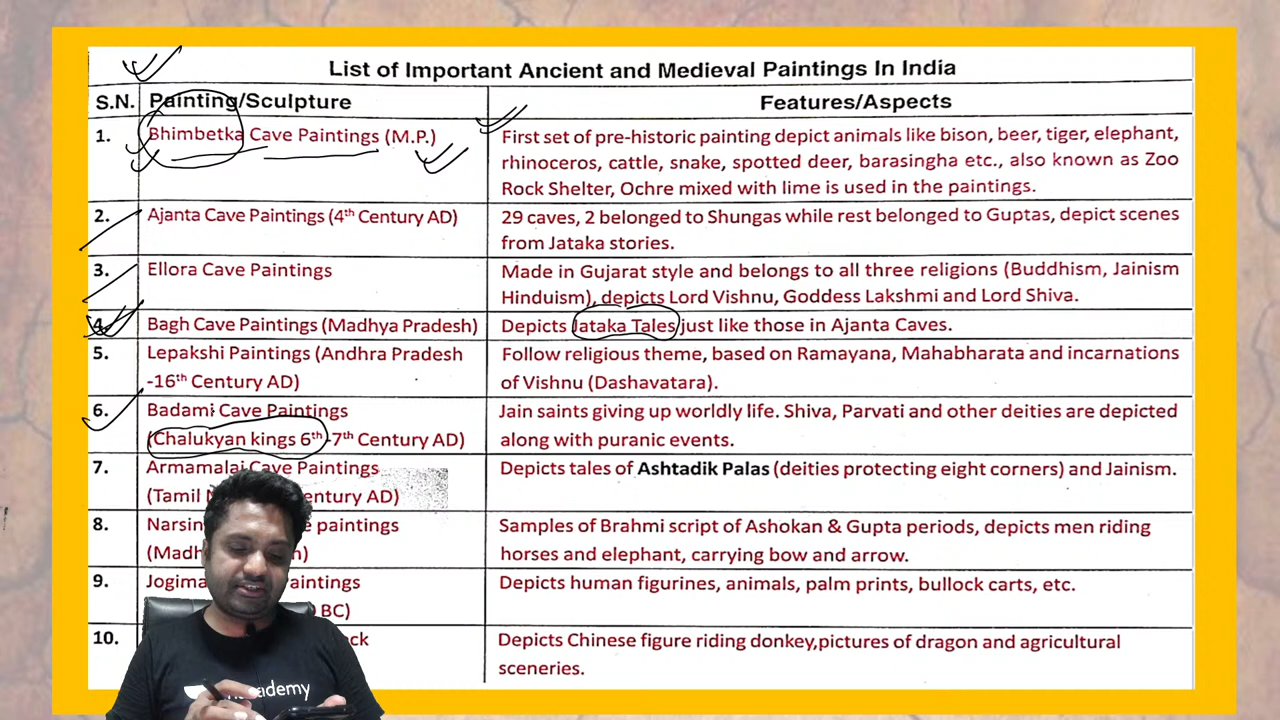 List of Important Ancient and Medieval Paintings In India
S.N. Painting/Sculpture Features/Aspects
1. Bhimbetka Cave Paintings (M.P.) First set of pre-historic painting depict animals like bison, beer, tiger, elephant,
rhinoceros, cattle, snake, spotted deer, barasingha etc., also known as Zoo
Rock Shelter, Ochre mixed with lime is used in the paintings.
2. Ajanta Cave Paintings (4th Century AD) 29 caves, 2 belonged to Shungas while rest belonged to Guptas, depict scenes
from Jataka stories.
3. Ellora Cave Paintings Made in Gujarat style and belongs to all three religions (Buddhism, Jainism
Hinduism), depicts Lord Vishnu, Goddess Lakshmi and Lord Shiva.
4. Bagh Cave Paintings (Madhya Pradesh) Depicts Jataka Tales just like those in Ajanta Caves.
5. Lepakshi Paintings (Andhra Pradesh Follow religious theme, based on Ramayana, Mahabharata and incarnations
-16th Century AD) of Vishnu (Dashavatara).
6. Badami Cave Paintings Jain saints giving up worldly life. Shiva, Parvati and other deities are depicted
(Chalukyan kings 6th-7th Century AD) along with puranic events.
7. Armamalai Cave Paintings Depicts tales of Ashtadik Palas (deities protecting eight corners) and Jainism.
(Tamil AD)
8. paintings Samples of Brahmi script of Ashokan & Gupta periods, depicts men riding
horses and elephant, carrying bow and arrow.
9. Depicts human figurines, animals, palm prints, bullock carts, etc.
BC)
10. Depicts Chinese figure riding donkey,pictures of dragon and agricultural
sceneries.